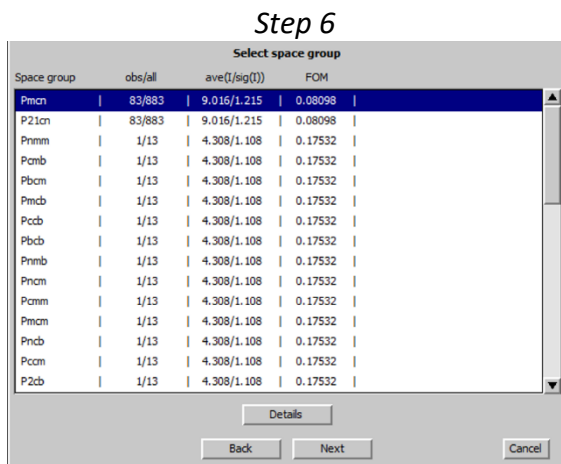 Step 6
Select space group
Space group obs/all ave(I/sig(I)) FOM
Pmcn | 83/883 | 9.016/1.215 | 0.08098 |
P21cn | 83/883 | 9.016/1.215 | 0.08098 |
Pnmm | 1/13 | 4.308/1.108 | 0.17532 |
Pcmb | 1/13 | 4.308/1.108 | 0.17532 |
Pbcm | 1/13 | 4.308/1.108 | 0.17532 |
Pmcb | 1/13 | 4.308/1.108 | 0.17532 |
Pccb | 1/13 | 4.308/1.108 | 0.17532 |
Pbcb | 1/13 | 4.308/1.108 | 0.17532 |
Pnmb | 1/13 | 4.308/1.108 | 0.17532 |
Pncm | 1/13 | 4.308/1.108 | 0.17532 |
Pcmm | 1/13 | 4.308/1.108 | 0.17532 |
Pmcm | 1/13 | 4.308/1.108 | 0.17532 |
Pncb | 1/13 | 4.308/1.108 | 0.17532 |
Pccm | 1/13 | 4.308/1.108 | 0.17532 |
P2cb | 1/13 | 4.308/1.108 | 0.17532 |
Details
Back Next Cancel